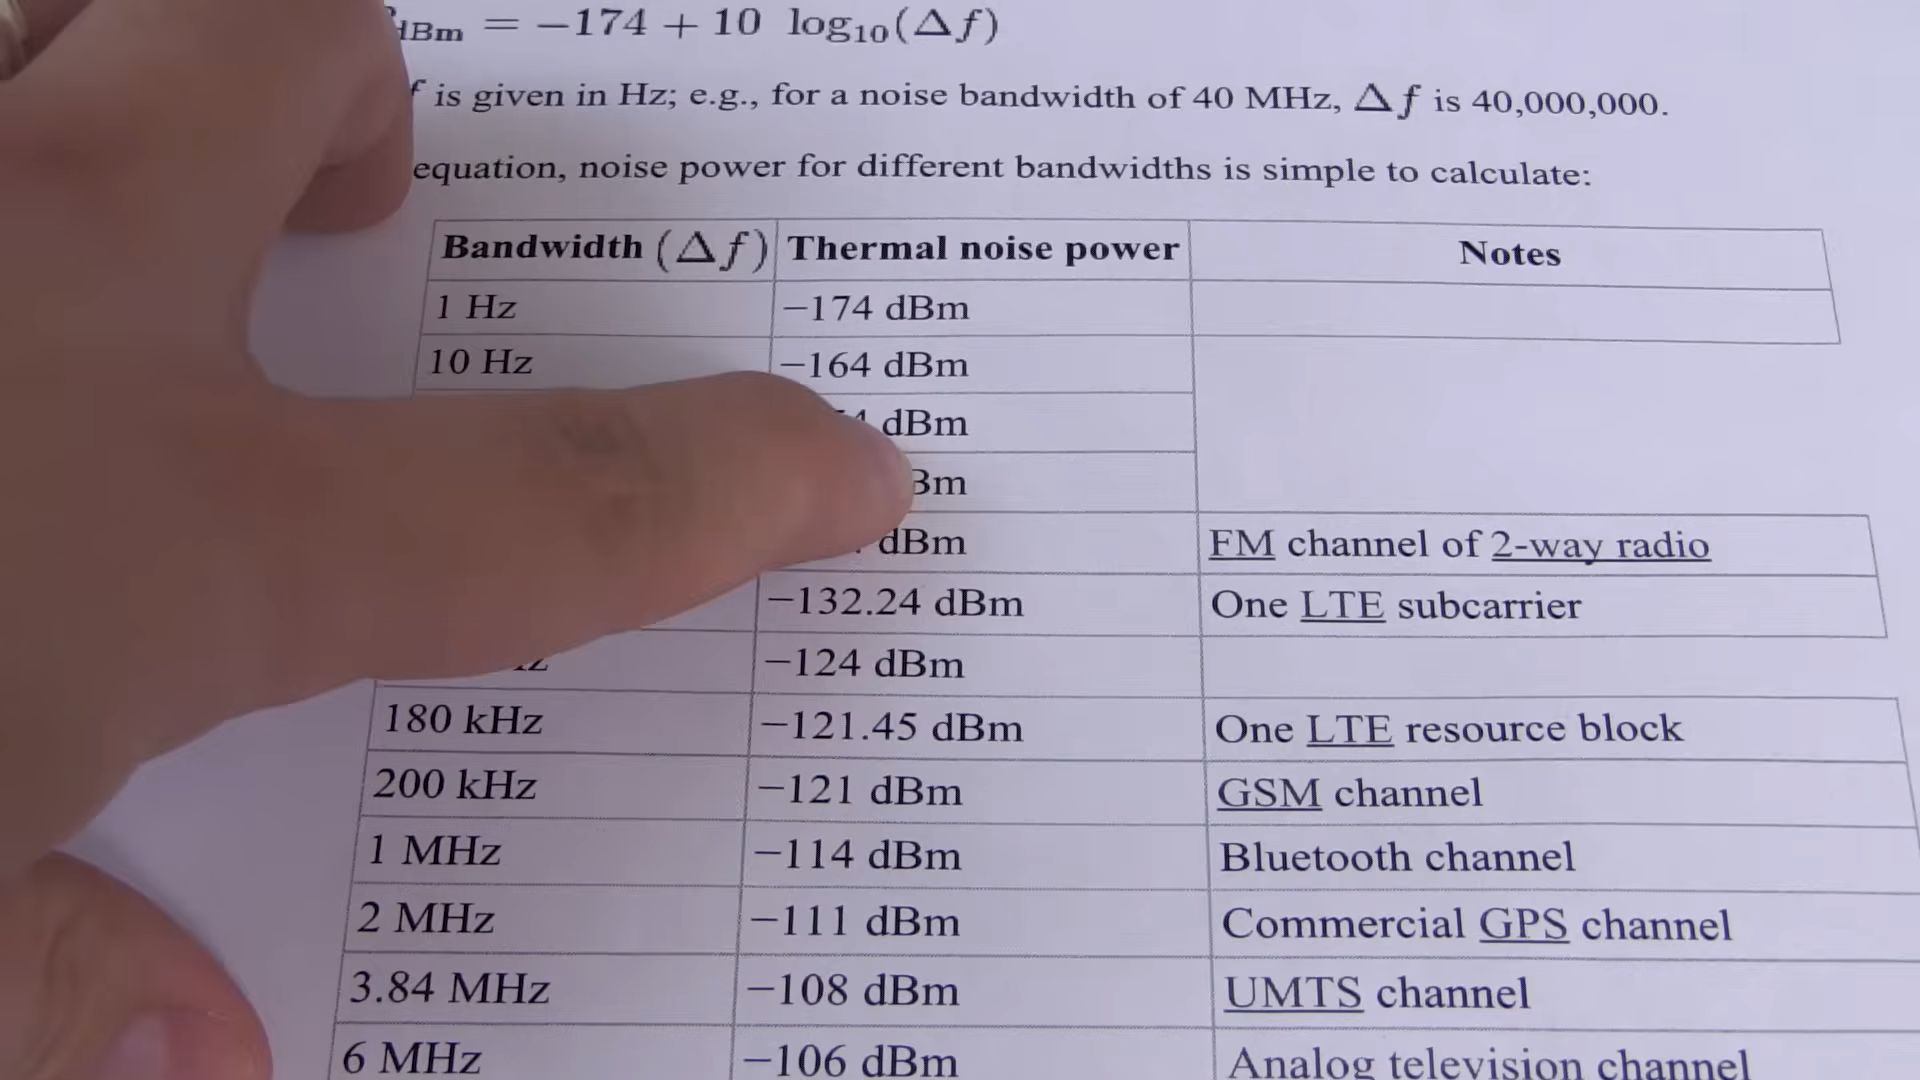 dBm = −174 + 10 log₁₀(Δf)
f is given in Hz; e.g., for a noise bandwidth of 40 MHz, Δf is 40,000,000.
equation, noise power for different bandwidths is simple to calculate:
Bandwidth (Δf) Thermal noise power Notes
1 Hz −174 dBm
10 Hz −164 dBm
dBm
dBm FM channel of 2-way radio
−132.24 dBm One LTE subcarrier
−124 dBm
180 kHz −121.45 dBm One LTE resource block
200 kHz −121 dBm GSM channel
1 MHz −114 dBm Bluetooth channel
2 MHz −111 dBm Commercial GPS channel
3.84 MHz −108 dBm UMTS channel
6 MHz −106 dBm Analog television channel